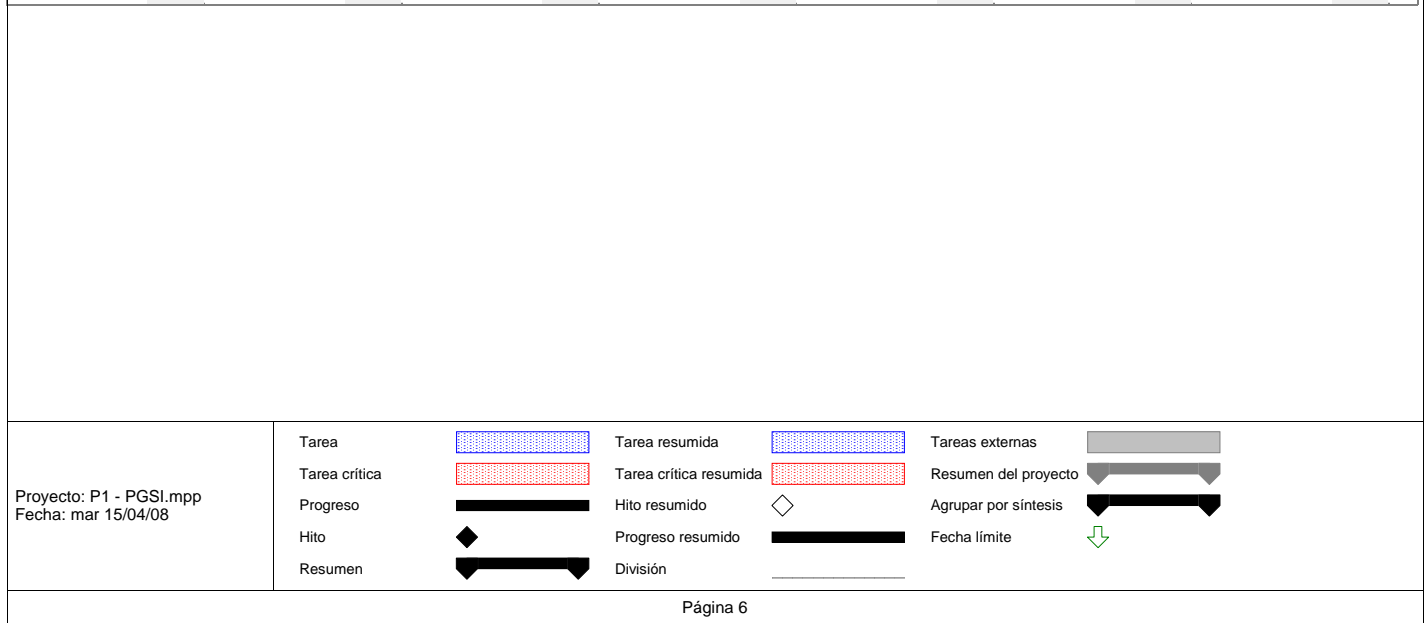 Proyecto: P1 - PGSI.mpp
Fecha: mar 15/04/08
Tarea
Tarea crítica
Progreso
Hito
Resumen
Tarea resumida
Tarea crítica resumida
Hito resumido
Progreso resumido
División
Tareas externas
Resumen del proyecto
Agrupar por síntesis
Fecha límite
Página 6